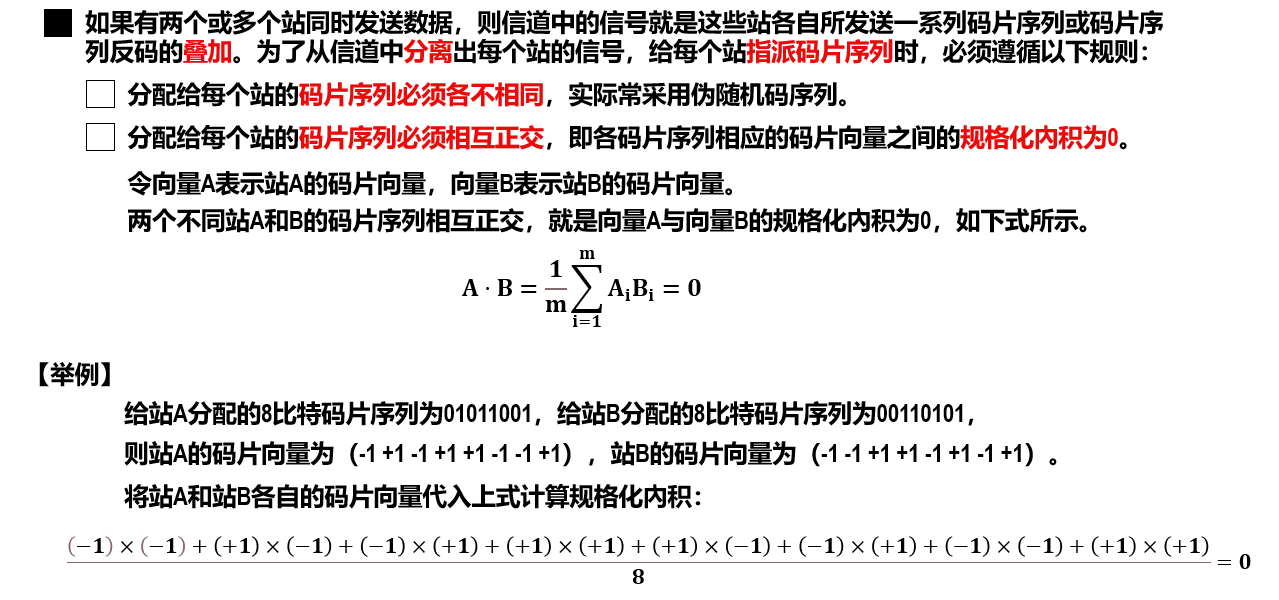 如果有两个或多个站同时发送数据，则信道中的信号就是这些站各自所发送一系列码片序列或码片序
列反码的叠加。为了从信道中分离出每个站的信号，给每个站指派码片序列时，必须遵循以下规则：
分配给每个站的码片序列必须各不相同，实际常采用伪随机码序列。
分配给每个站的码片序列必须相互正交，即各码片序列相应的码片向量之间的规格化内积为0。
令向量A表示站A的码片向量，向量B表示站B的码片向量。
两个不同站A和B的码片序列相互正交，就是向量A与向量B的规格化内积为0，如下式所示。
A · B = \frac{1}{m} \sum_{i=1}^{m} A_i B_i = 0
【举例】
给站A分配的8比特码片序列为01011001，给站B分配的8比特码片序列为00110101，
则站A的码片向量为（-1 +1 -1 +1 +1 -1 -1 +1），站B的码片向量为（-1 -1 +1 +1 -1 +1 -1 +1）。
将站A和站B各自的码片向量代入上式计算规格化内积：
\frac{(−1) × (−1) + (+1) × (−1) + (−1) × (+1) + (+1) × (+1) + (+1) × (−1) + (−1) × (+1) + (−1) × (−1) + (+1) × (+1)}{8} = 0